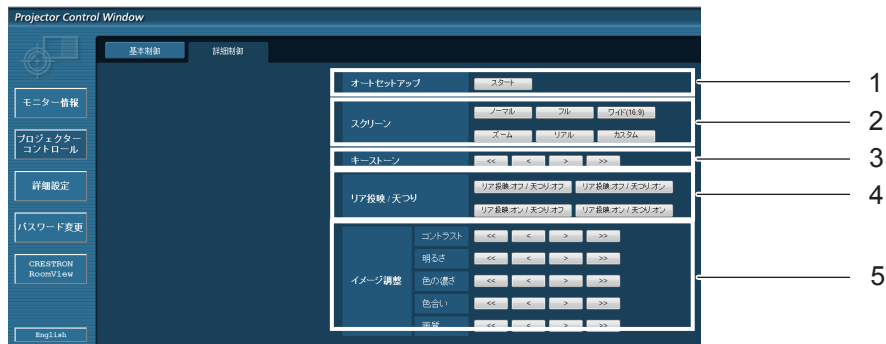 Projector Control Window
基本制御 詳細制御
モニター情報
プロジェクター
コントロール
詳細設定
パスワード変更
CRESTRON
RoomView
English
オートセットアップ スタート 1
スクリーン ノーマル フル ワイド(16:9) 2
ズーム リアル カスタム
キーストーン << < > >> 3
リア投映 / 天つり リア投映:オフ / 天つり:オフ リア投映:オフ / 天つり:オン 4
リア投映:オン / 天つり:オフ リア投映:オン / 天つり:オン
イメージ調整 5
コントラスト << < > >>
明るさ << < > >>
色の濃さ << < > >>
色合い << < > >>
画質 << < > >>